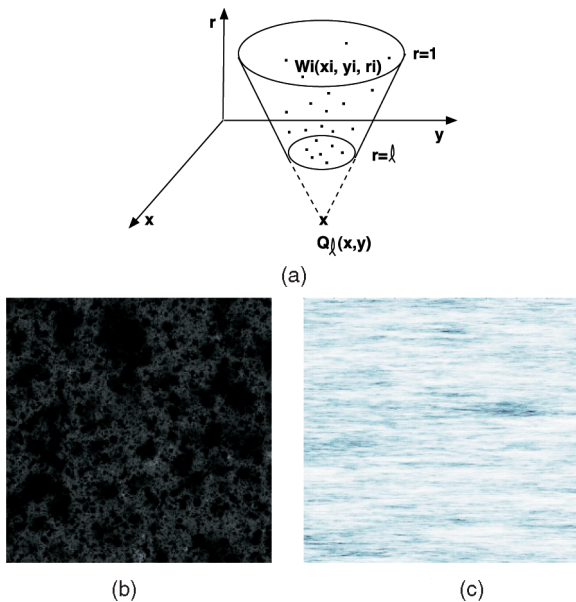 r
Wi(xi, yi, ri)
r=1
y
r=ℓ
x
x
Qℓ(x,y)
(a)
(b) (c)